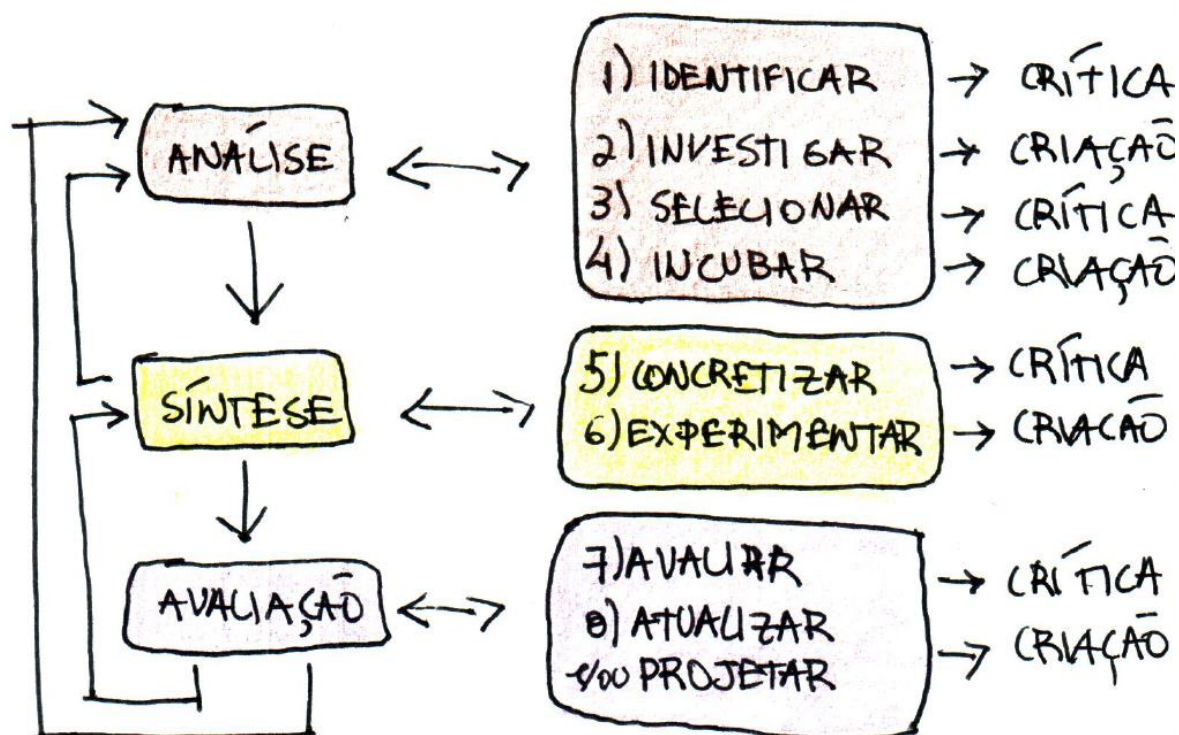 ANÁLISE
1) IDENTIFICAR → CRÍTICA
2) INVESTIGAR → CRIAÇÃO
3) SELECIONAR → CRÍTICA
4) INCUBAR → CRIAÇÃO
SÍNTESE
5) CONCRETIZAR → CRÍTICA
6) EXPERIMENTAR → CRIACÃO
AVALIAÇÃO
7) AVALIAR → CRÍTICA
8) ATUALIZAR
e/ou PROJETAR → CRIAÇÃO